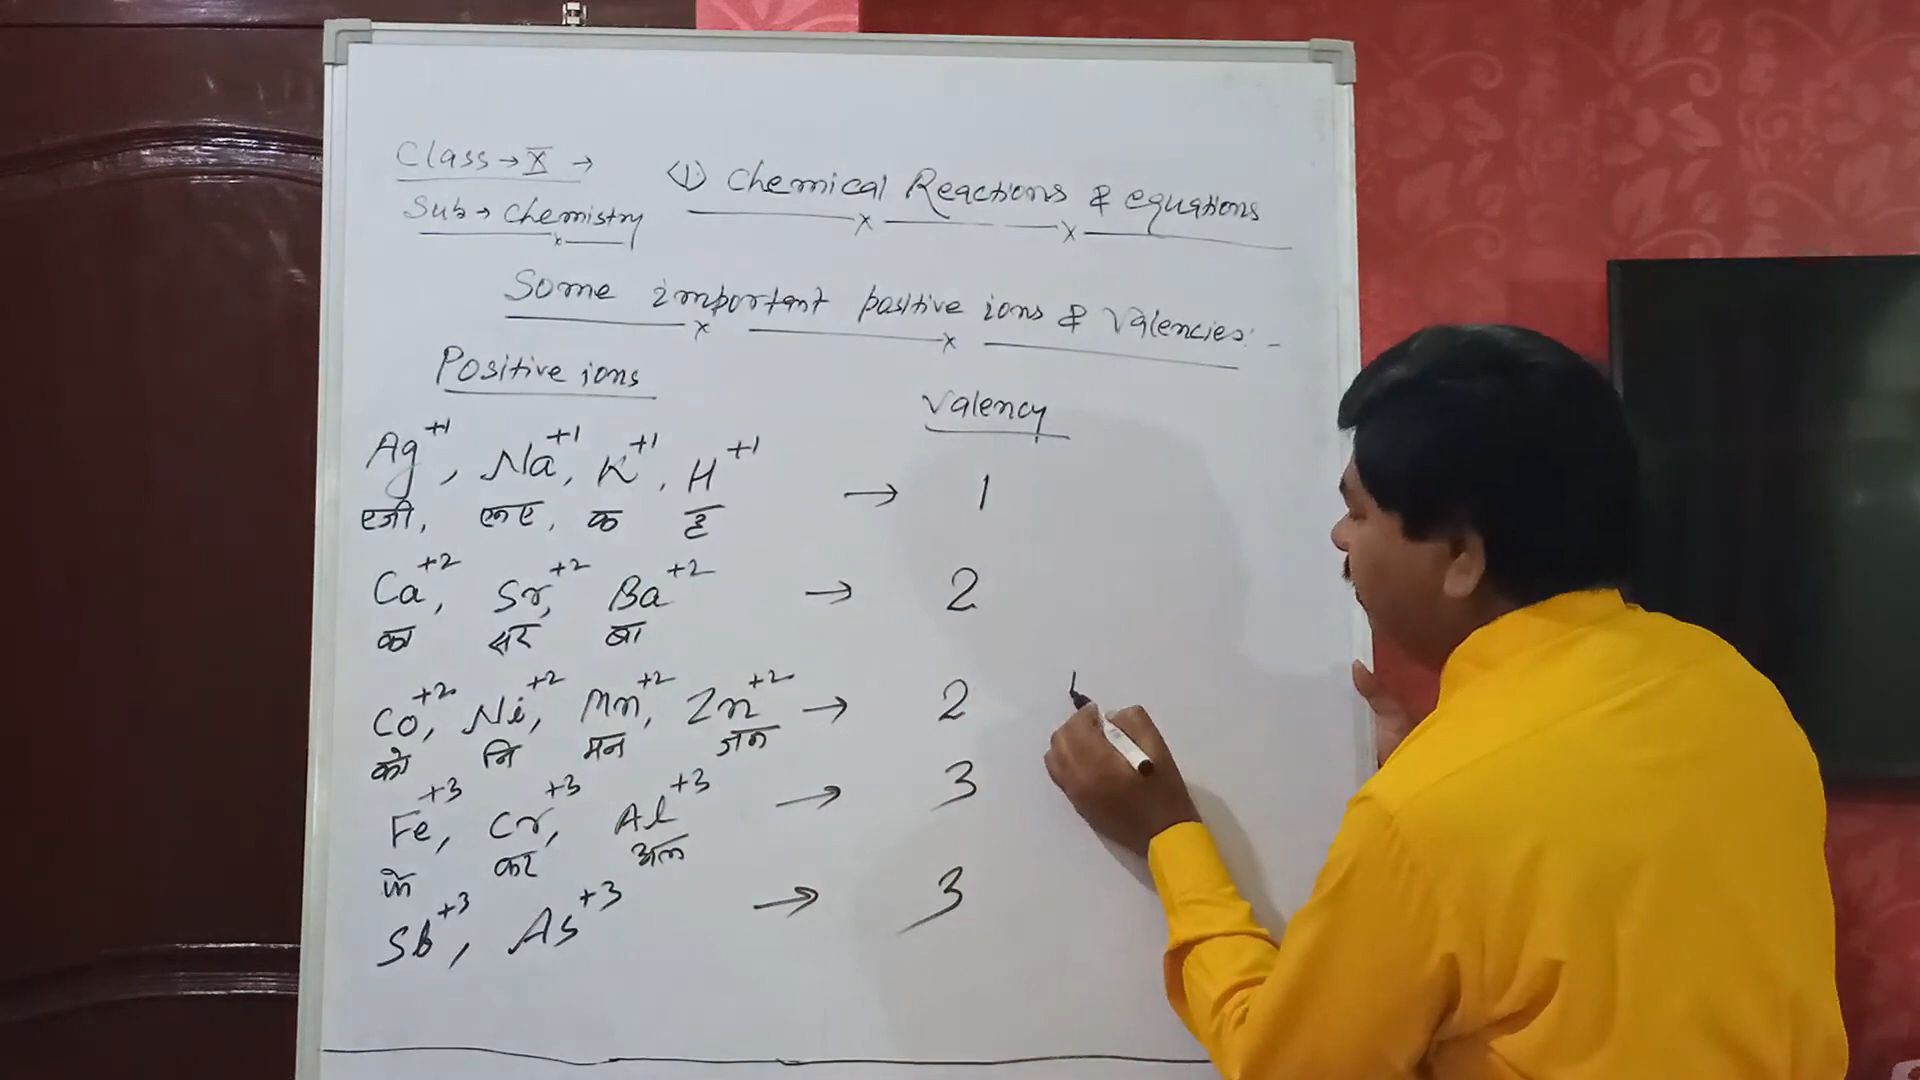 Class → X →
Sub → Chemistry
(1) Chemical Reactions & equations
Some important positive ions & Valencies:-
Positive ions
Valency
Ag⁺¹, Na⁺¹, K⁺¹, H⁺¹ → 1
एजी, एनए, क ह
Ca⁺², Sr⁺², Ba⁺² → 2
का सर बा
Co⁺², Ni⁺², Mn⁺², Zn⁺² → 2
को नि मन जन
Fe⁺³, Cr⁺³, Al⁺³ → 3
फे कर अल
Sb⁺³, As⁺³ → 3